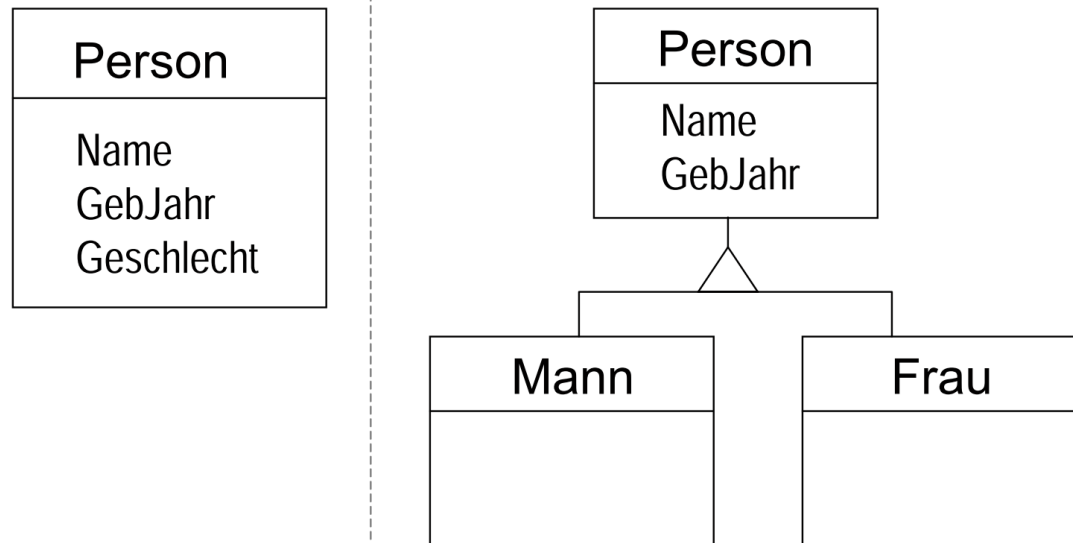 Person
Name
GebJahr
Geschlecht
Person
Name
GebJahr
Mann
Frau